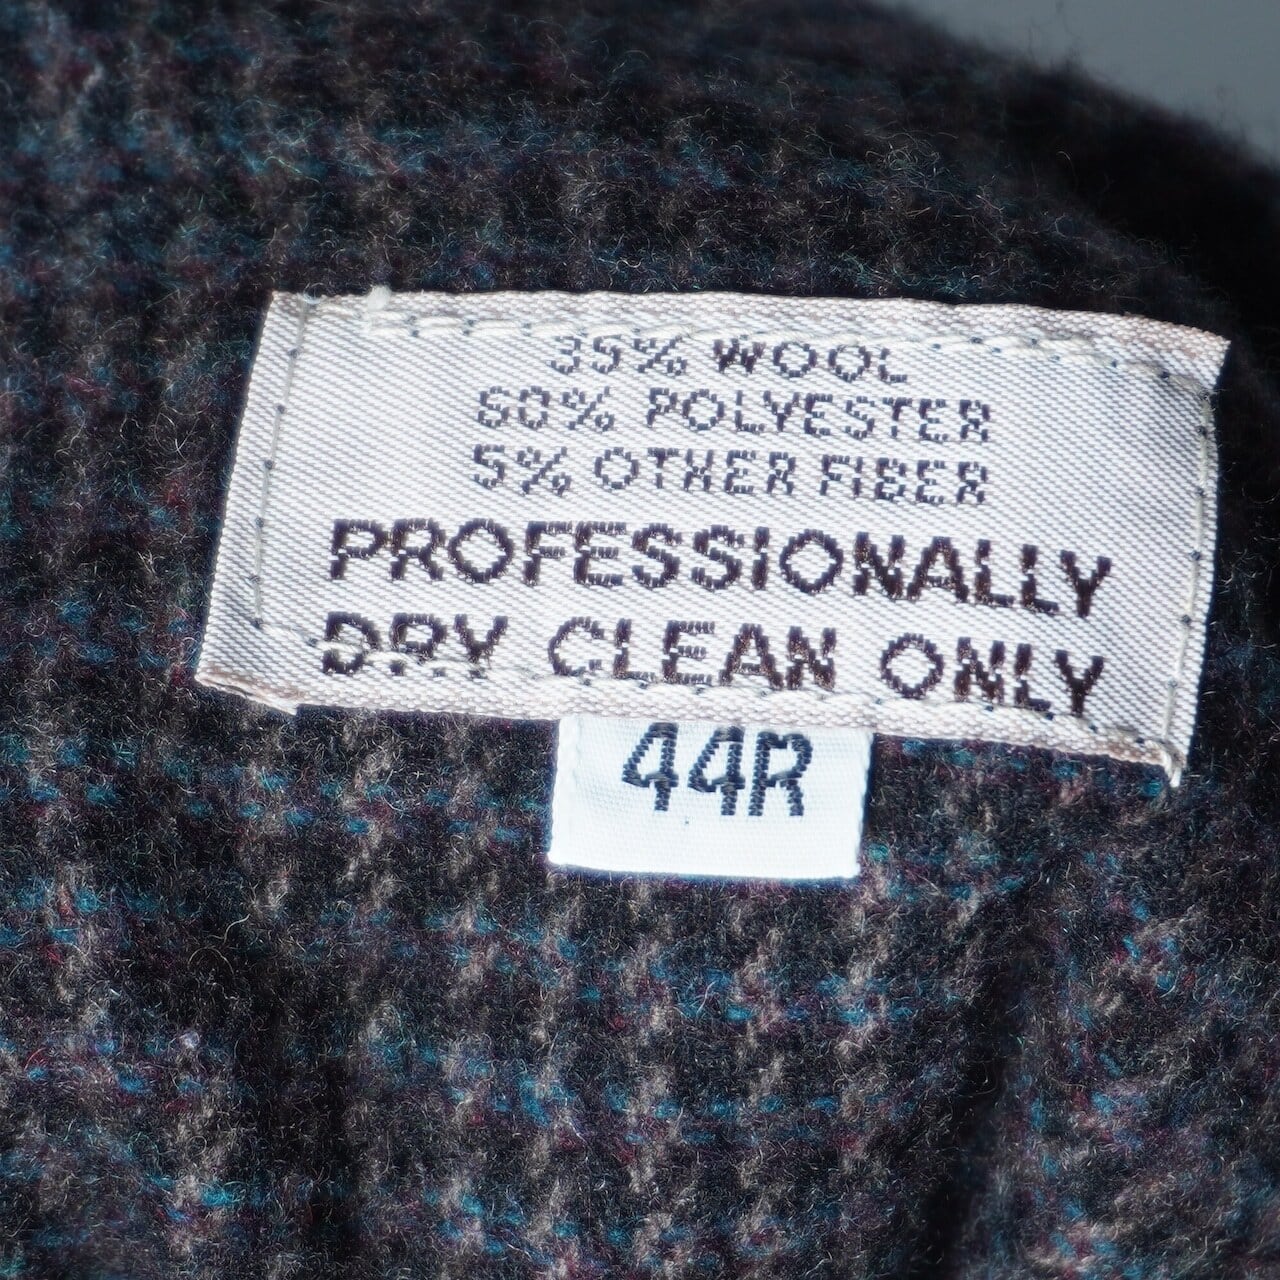 35% WOOL
60% POLYESTER
5% OTHER FIBER
PROFESSIONALLY
DRY CLEAN ONLY
44R